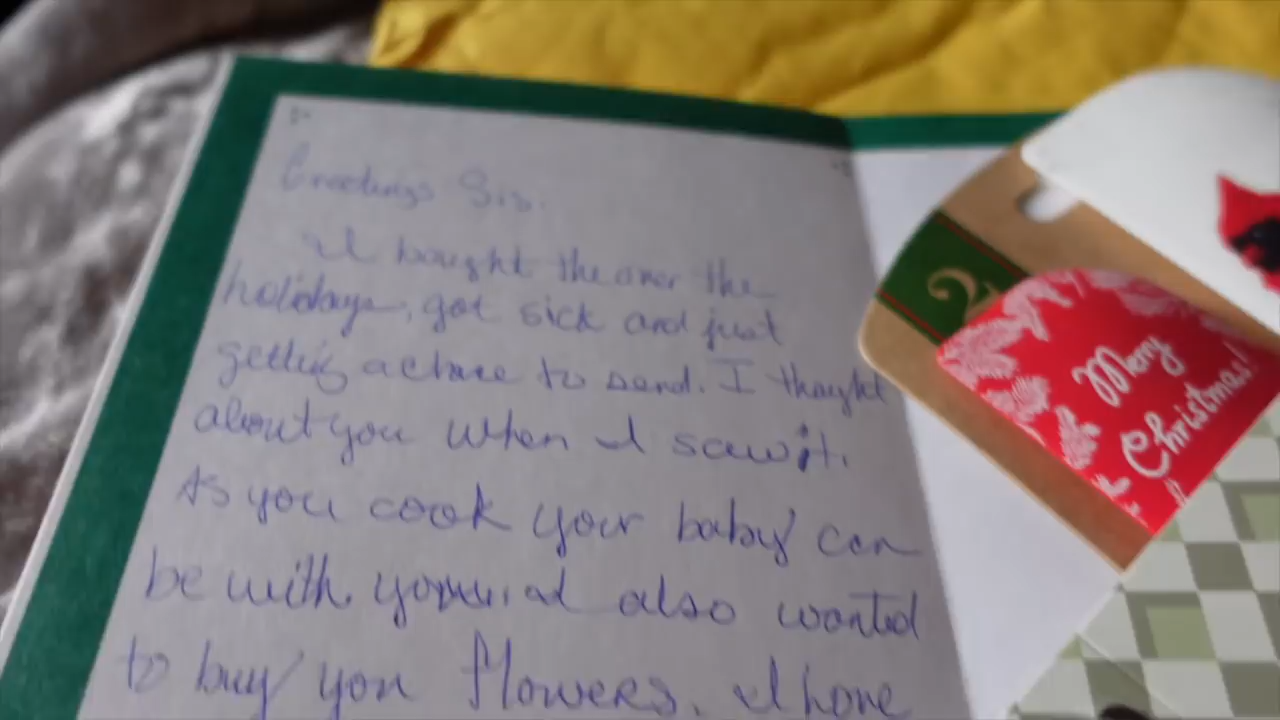 Greetings Sis.
I bought the over the
holidays, got sick and just
getting a chance to send. I thought
about you when I saw it.
As you cook your baby can
be with I also wanted
to buy you flowers. I hope
2
Merry
Christmas!